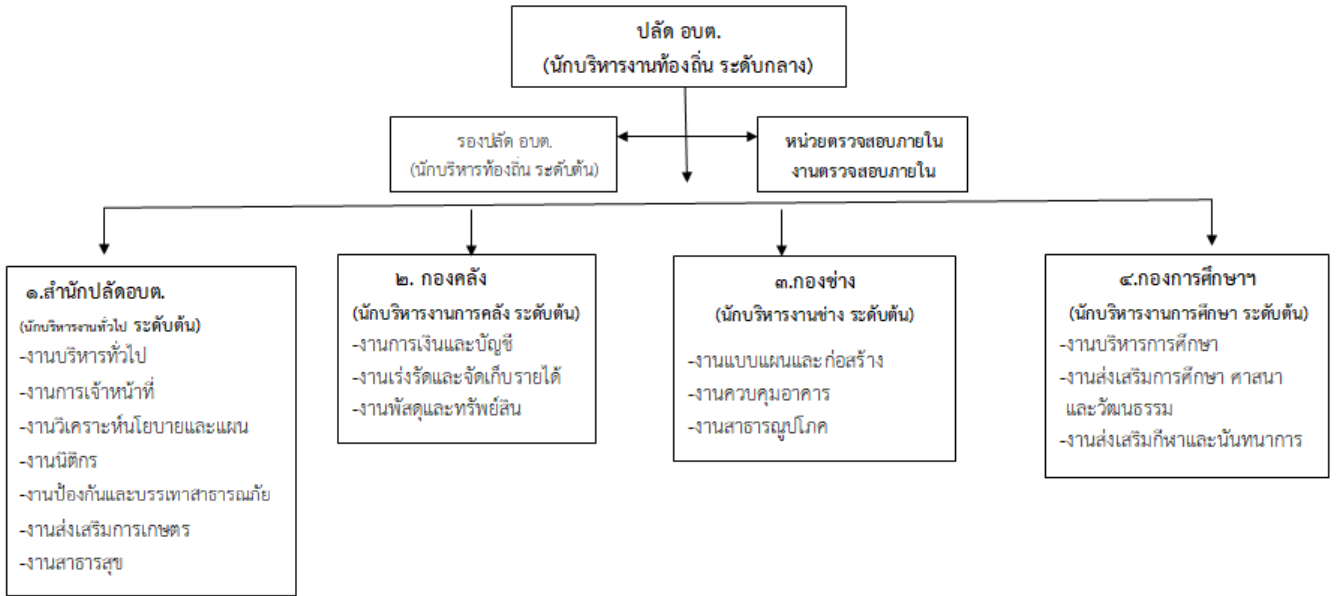 ปลัด อบต.
(นักบริหารงานท้องถิ่น ระดับกลาง)
รองปลัด อบต.
(นักบริหารท้องถิ่น ระดับต้น)
หน่วยตรวจสอบภายใน
งานตรวจสอบภายใน
๑.สำนักปลัดอบต.
(นักบริหารงานทั่วไป ระดับต้น)
-งานบริหารทั่วไป
-งานการเจ้าหน้าที่
-งานวิเคราะห์นโยบายและแผน
-งานนิติกร
-งานป้องกันและบรรเทาสาธารณภัย
-งานส่งเสริมการเกษตร
-งานสาธารสุข
๒. กองคลัง
(นักบริหารงานการคลัง ระดับต้น)
-งานการเงินและบัญชี
-งานเร่งรัดและจัดเก็บรายได้
-งานพัสดุและทรัพย์สิน
๓.กองช่าง
(นักบริหารงานช่าง ระดับต้น)
-งานแบบแผนและก่อสร้าง
-งานควบคุมอาคาร
-งานสาธารณูปโภค
๔.กองการศึกษาฯ
(นักบริหารงานการศึกษา ระดับต้น)
-งานบริหารการศึกษา
-งานส่งเสริมการศึกษา ศาสนา
และวัฒนธรรม
-งานส่งเสริมกีฬาและนันทนาการ